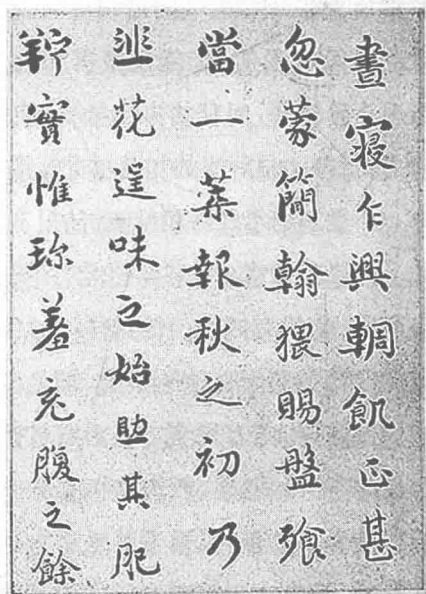 晝寢乍興輖飢正甚
忽蒙簡翰猥賜盤飱
當一葉報秋之初乃
韭花逞味之始助其肥
羜實惟珍羞充腹之餘